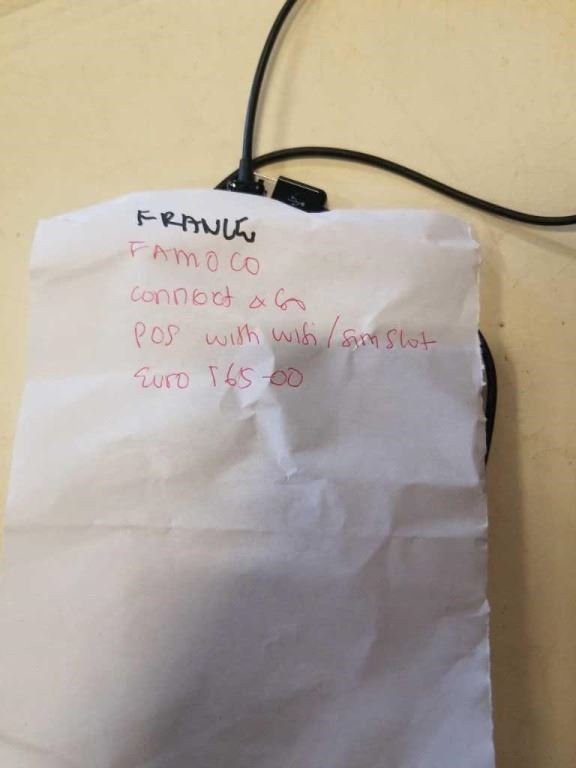 FRANCE
FAMOCO
connect & Go
POS with wifi / sim slot
Euro 165-00